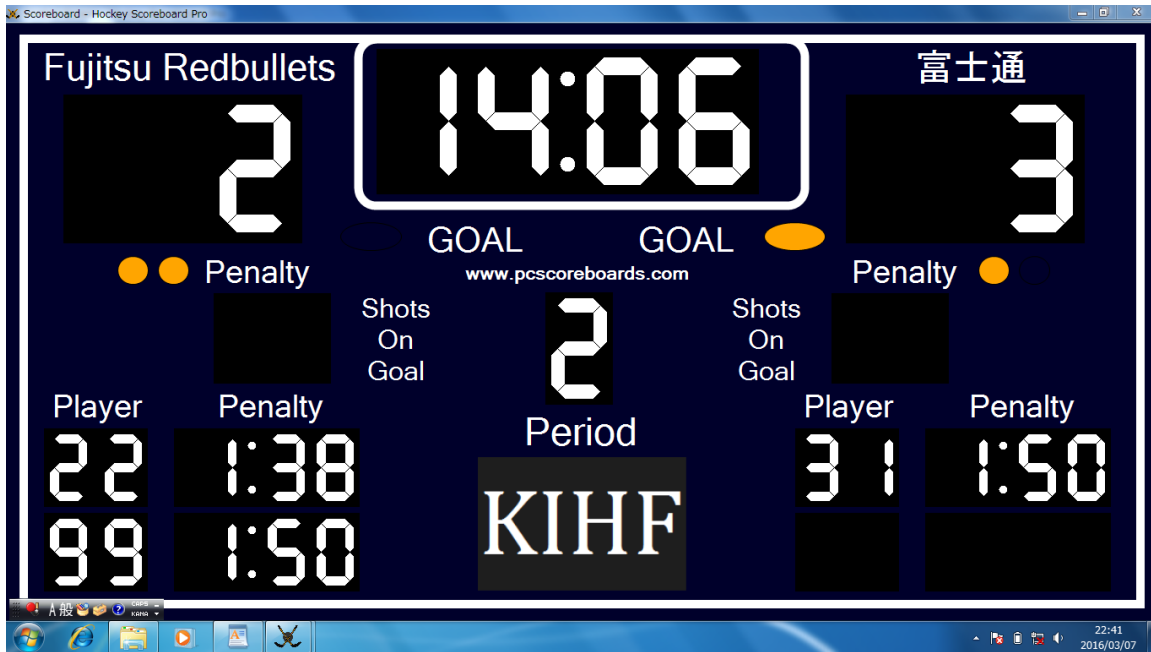 Scoreboard - Hockey Scoreboard Pro
Fujitsu Redbullets
14:06
富士通
2
3
GOAL
GOAL
Penalty
www.pcscoreboards.com
Penalty
Shots
On
Goal
2
Shots
On
Goal
Player
Penalty
Period
Player
Penalty
22
1:38
31
1:50
KIHF
99
1:50
A 般
CAPS
KANA
22:41
2016/03/07